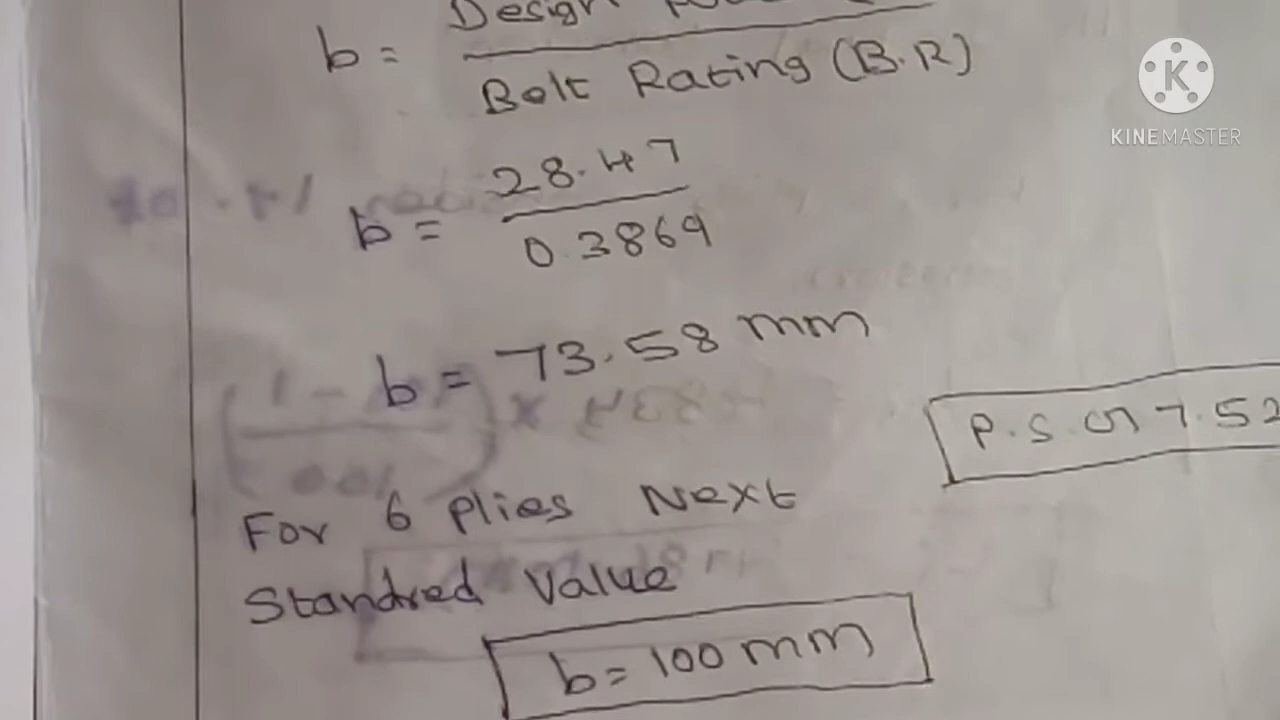 Design
b =
Bolt Rating (B.R)
K
KINEMASTER
b = 28.47
0.3869
b = 73.58 mm
P.S. on 7.52
For 6 plies Next
Standred value
b = 100 mm